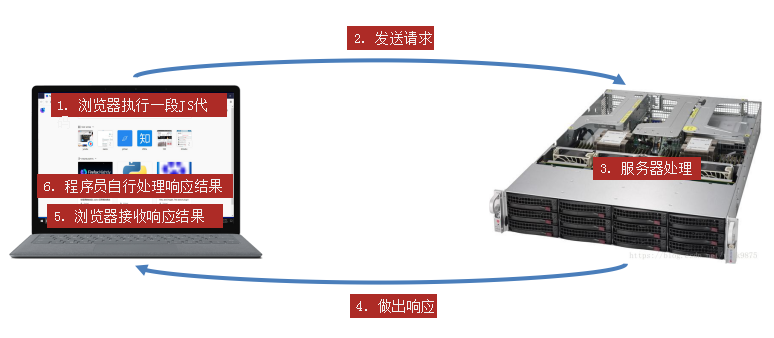 2. 发送请求
1. 浏览器执行一段JS代
知
3. 服务器处理
6. 程序员自行处理响应结果
5. 浏览器接收响应结果
4. 做出响应